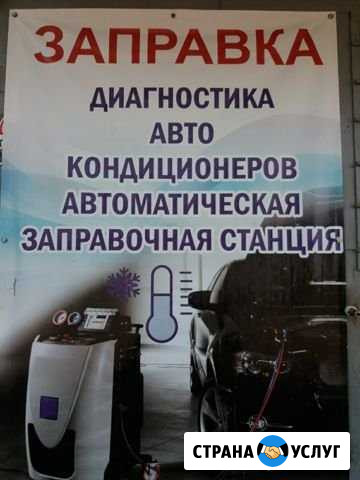 ЗАПРАВКА
ДИАГНОСТИКА
АВТО
КОНДИЦИОНЕРОВ
АВТОМАТИЧЕСКАЯ
ЗАПРАВОЧНАЯ СТАНЦИЯ
СТРАНА УСЛУГ